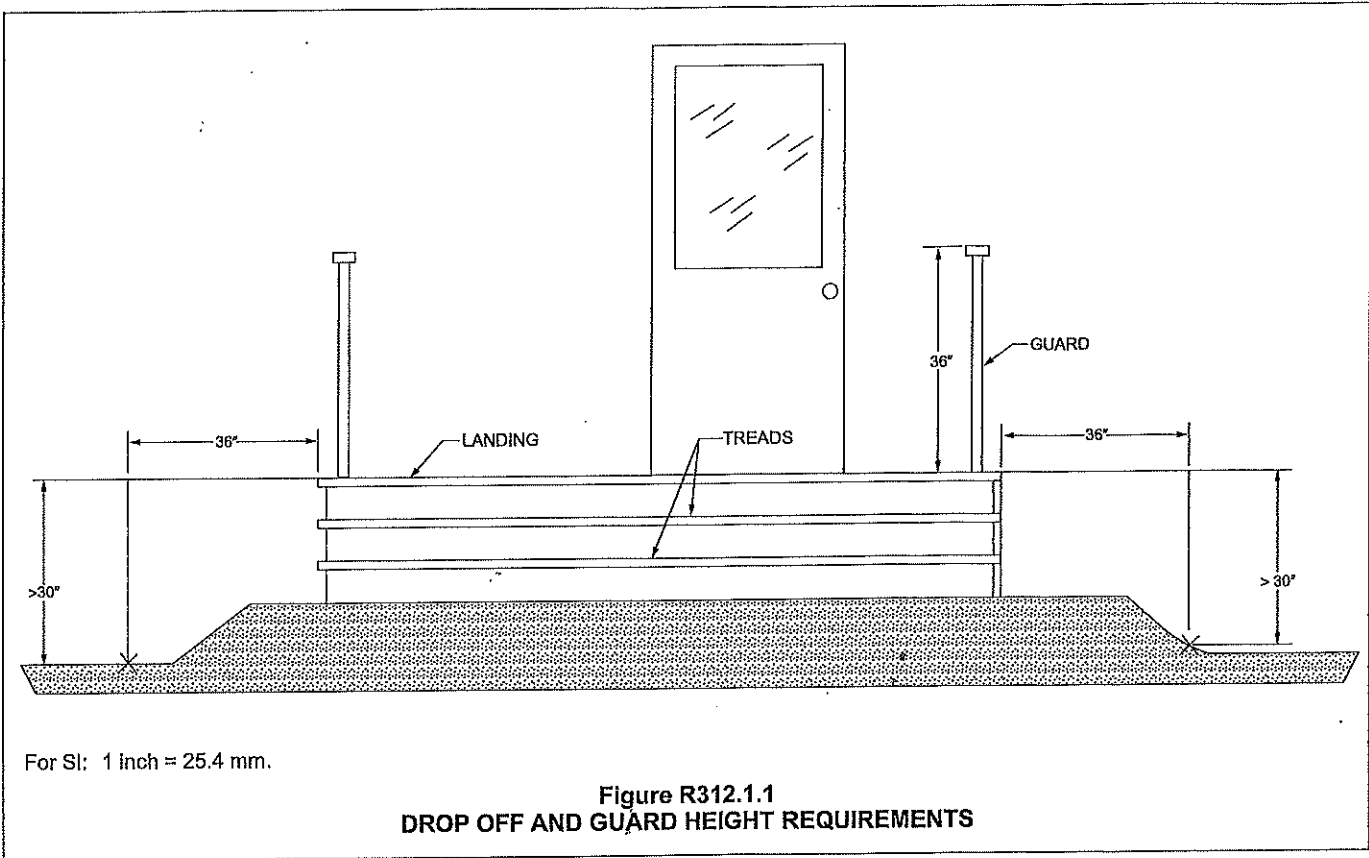 36"
GUARD
36"
LANDING
TREADS
36"
>30"
> 30"
For SI: 1 inch = 25.4 mm.
Figure R312.1.1
DROP OFF AND GUARD HEIGHT REQUIREMENTS